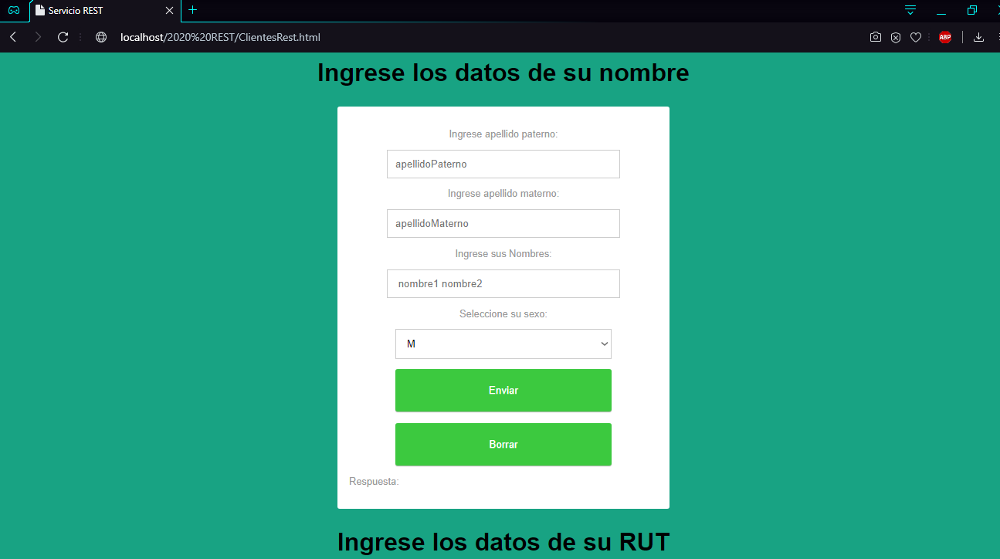 Servicio REST
localhost/2020%20REST/ClientesRest.html
ABP
Ingrese los datos de su nombre
Ingrese apellido paterno:
apellidoPaterno
Ingrese apellido materno:
apellidoMaterno
Ingrese sus Nombres:
nombre1 nombre2
Seleccione su sexo:
M
Enviar
Borrar
Respuesta:
Ingrese los datos de su RUT